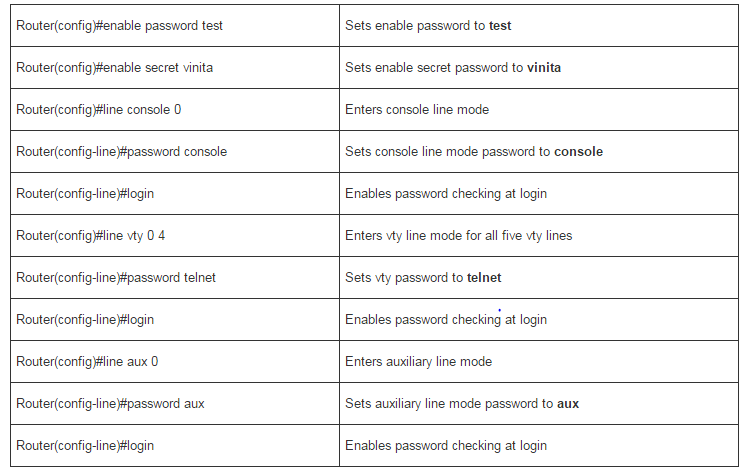 Router(config)#enable password test
Sets enable password to test
Router(config)#enable secret vinita
Sets enable secret password to vinita
Router(config)#line console 0
Enters console line mode
Router(config-line)#password console
Sets console line mode password to console
Router(config-line)#login
Enables password checking at login
Router(config)#line vty 0 4
Enters vty line mode for all five vty lines
Router(config-line)#password telnet
Sets vty password to telnet
Router(config-line)#login
Enables password checking at login
Router(config)#line aux 0
Enters auxiliary line mode
Router(config-line)#password aux
Sets auxiliary line mode password to aux
Router(config-line)#login
Enables password checking at login